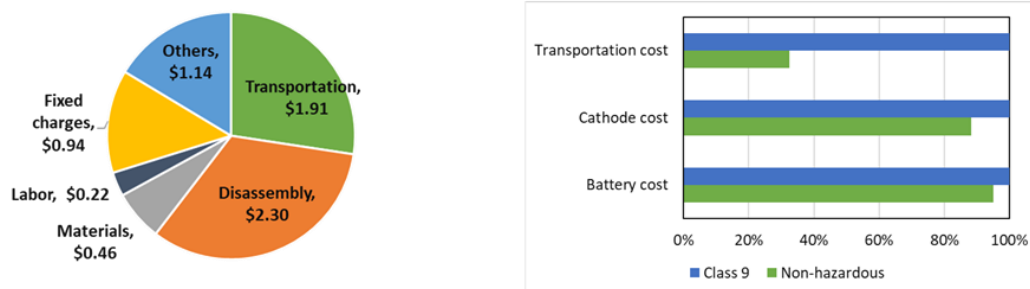 Others,
$1.14
Transportation,
$1.91
Fixed
charges,
$0.94
Labor, $0.22
Disassembly,
$2.30
Materials,
$0.46
Transportation cost
Cathode cost
Battery cost
0% 20% 40% 60% 80% 100%
Class 9 Non-hazardous